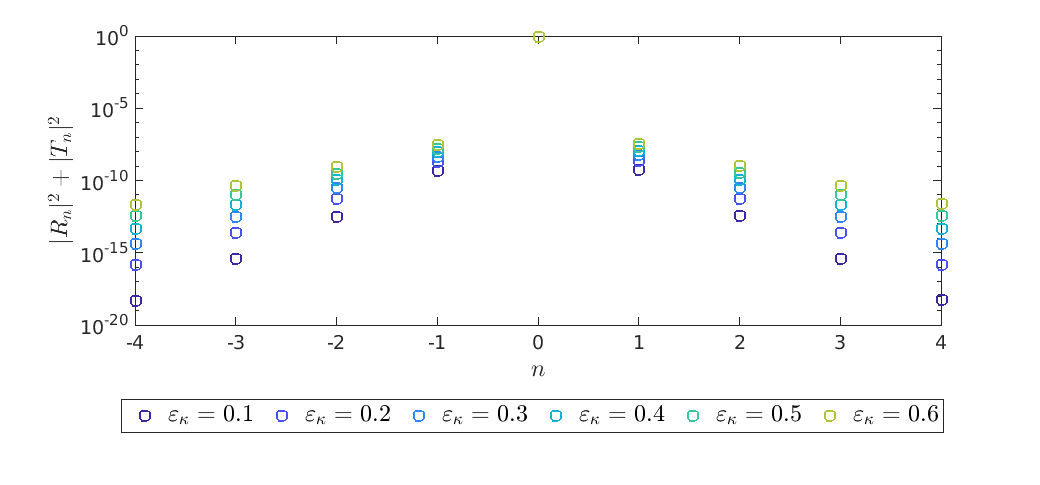 10^0
10^-5
10^-10
10^-15
10^-20
|R_n|^2 + |T_n|^2
-4 -3 -2 -1 0 1 2 3 4
n
ε_κ = 0.1 ε_κ = 0.2 ε_κ = 0.3 ε_κ = 0.4 ε_κ = 0.5 ε_κ = 0.6